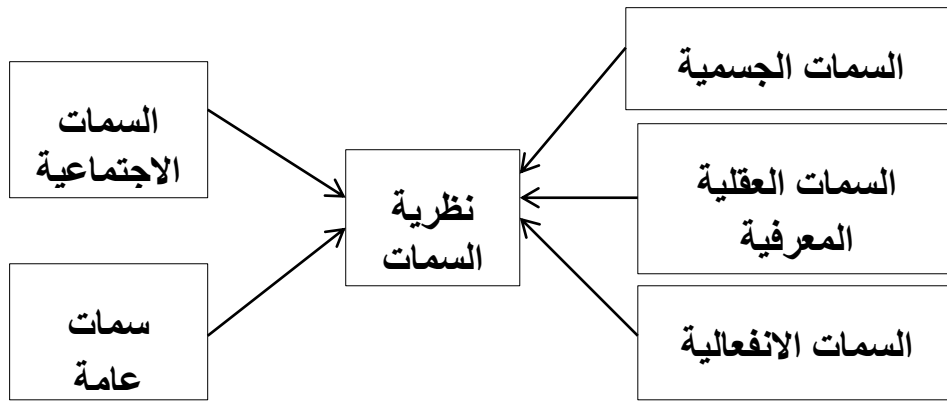 السمات الجسمية
السمات العقلية
المعرفية
السمات الانفعالية
نظرية
السمات
السمات
الاجتماعية
سمات
عامة